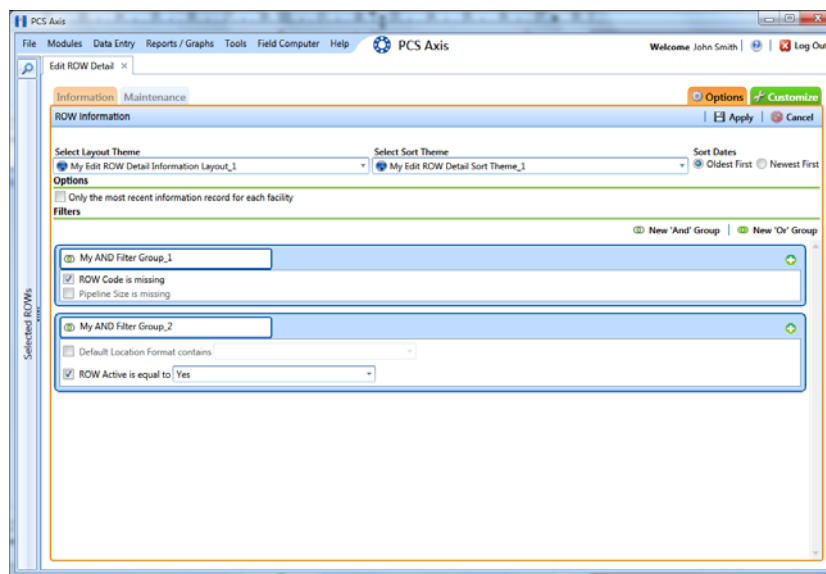 PCS Axis
File Modules Data Entry Reports / Graphs Tools Field Computer Help PCS Axis Welcome John Smith Log Out
Edit ROW Detail
Information Maintenance Options Customize
ROW Information Apply Cancel
Select Layout Theme Select Sort Theme Sort Dates
My Edit ROW Detail Information Layout_1 My Edit ROW Detail Sort Theme_1 Oldest First Newest First
Options
Only the most recent information record for each facility
Filters
New 'And' Group New 'Or' Group
My AND Filter Group_1
ROW Code is missing
Pipeline Size is missing
My AND Filter Group_2
Default Location Format contains
ROW Active is equal to Yes
Selected ROWs